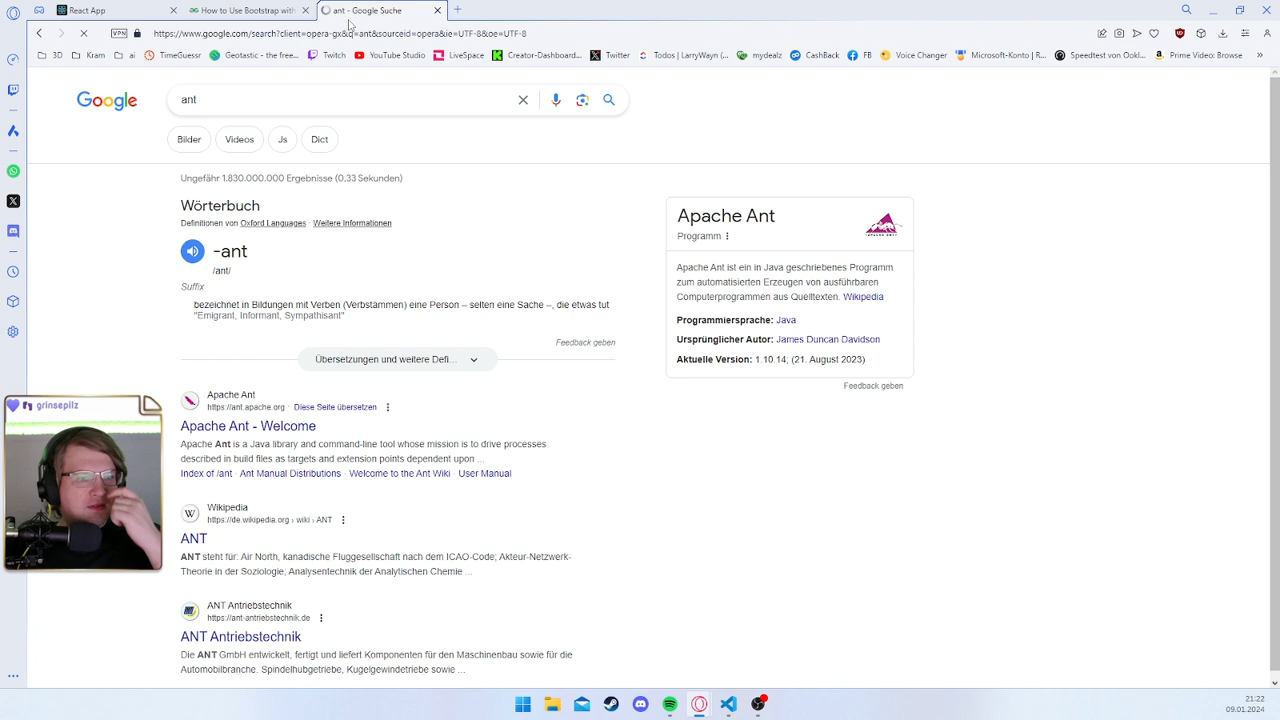 React App
How to Use Bootstrap with
ant - Google Suche
VPN
https://www.google.com/search?client=opera-gx&q=ant&sourceid=opera&ie=UTF-8&oe=UTF-8
3D
Kram
ai
TimeGuessr
Geotastic - the free...
Twitch
YouTube Studio
LiveSpace
Creator-Dashboard...
Twitter
Todos | LarryWayn (...
mydealz
CashBack
FB
Voice Changer
Microsoft-Konto | R...
Speedtest von Ookl...
Prime Video: Browse
Google
ant
Bilder
Videos
Js
Dict
Ungefähr 1.830.000.000 Ergebnisse (0,33 Sekunden)
Wörterbuch
Definitionen von Oxford Languages · Weitere Informationen
-ant
/ant/
Suffix
bezeichnet in Bildungen mit Verben (Verbstämmen) eine Person – selten eine Sache –, die etwas tut
"Emigrant, Informant, Sympathisant"
Feedback geben
Übersetzungen und weitere Defi...
Apache Ant
https://ant.apache.org · Diese Seite übersetzen
Apache Ant - Welcome
Apache Ant is a Java library and command-line tool whose mission is to drive processes
described in build files as targets and extension points dependent upon ...
Index of /ant · Ant Manual Distributions · Welcome to the Ant Wiki · User Manual
Wikipedia
https://de.wikipedia.org › wiki › ANT
ANT
ANT steht für: Air North, kanadische Fluggesellschaft nach dem ICAO-Code; Akteur-Netzwerk-
Theorie in der Soziologie; Analysentechnik der Analytischen Chemie ...
ANT Antriebstechnik
https://ant-antriebstechnik.de
ANT Antriebstechnik
Die ANT GmbH entwickelt, fertigt und liefert Komponenten für den Maschinenbau sowie für die
Automobilbranche. Spindelhubgetriebe, Kugelgewindetriebe sowie ...
Apache Ant
Programm
Apache Ant ist ein in Java geschriebenes Programm
zum automatisierten Erzeugen von ausführbaren
Computerprogrammen aus Quelltexten. Wikipedia
Programmiersprache: Java
Ursprünglicher Autor: James Duncan Davidson
Aktuelle Version: 1.10.14; (21. August 2023)
Feedback geben
grinsepilz
21:22
09.01.2024